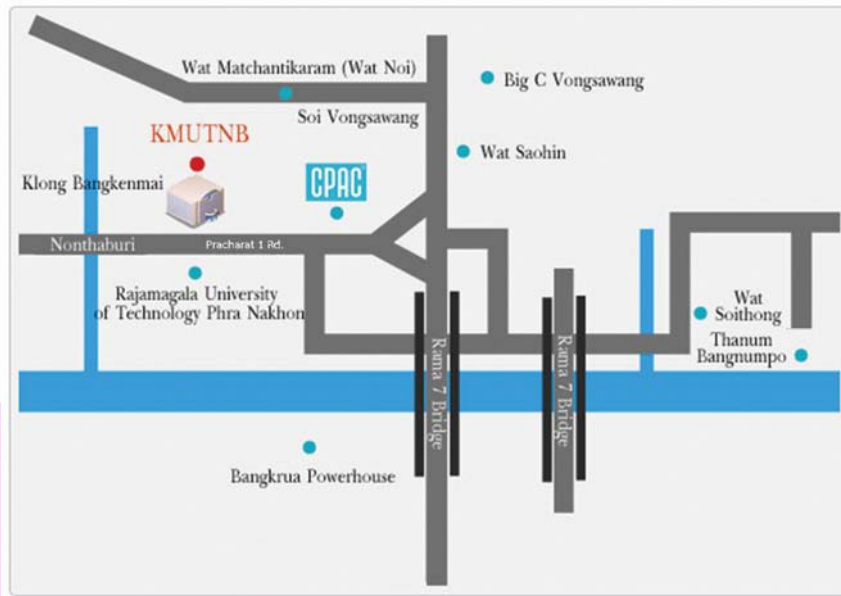 Wat Matchantikaram (Wat Noi)
Big C Vongsawang
Soi Vongsawang
KMUTNB
Wat Saohin
CPAC
Klong Bangkenmai
Nonthaburi
Pracharat 1 Rd.
Rajamagala University
of Technology Phra Nakhon
Wat
Soithong
Thanum
Bangnumpo
Rama 7 Bridge
Rama 7 Bridge
Bangkrua Powerhouse